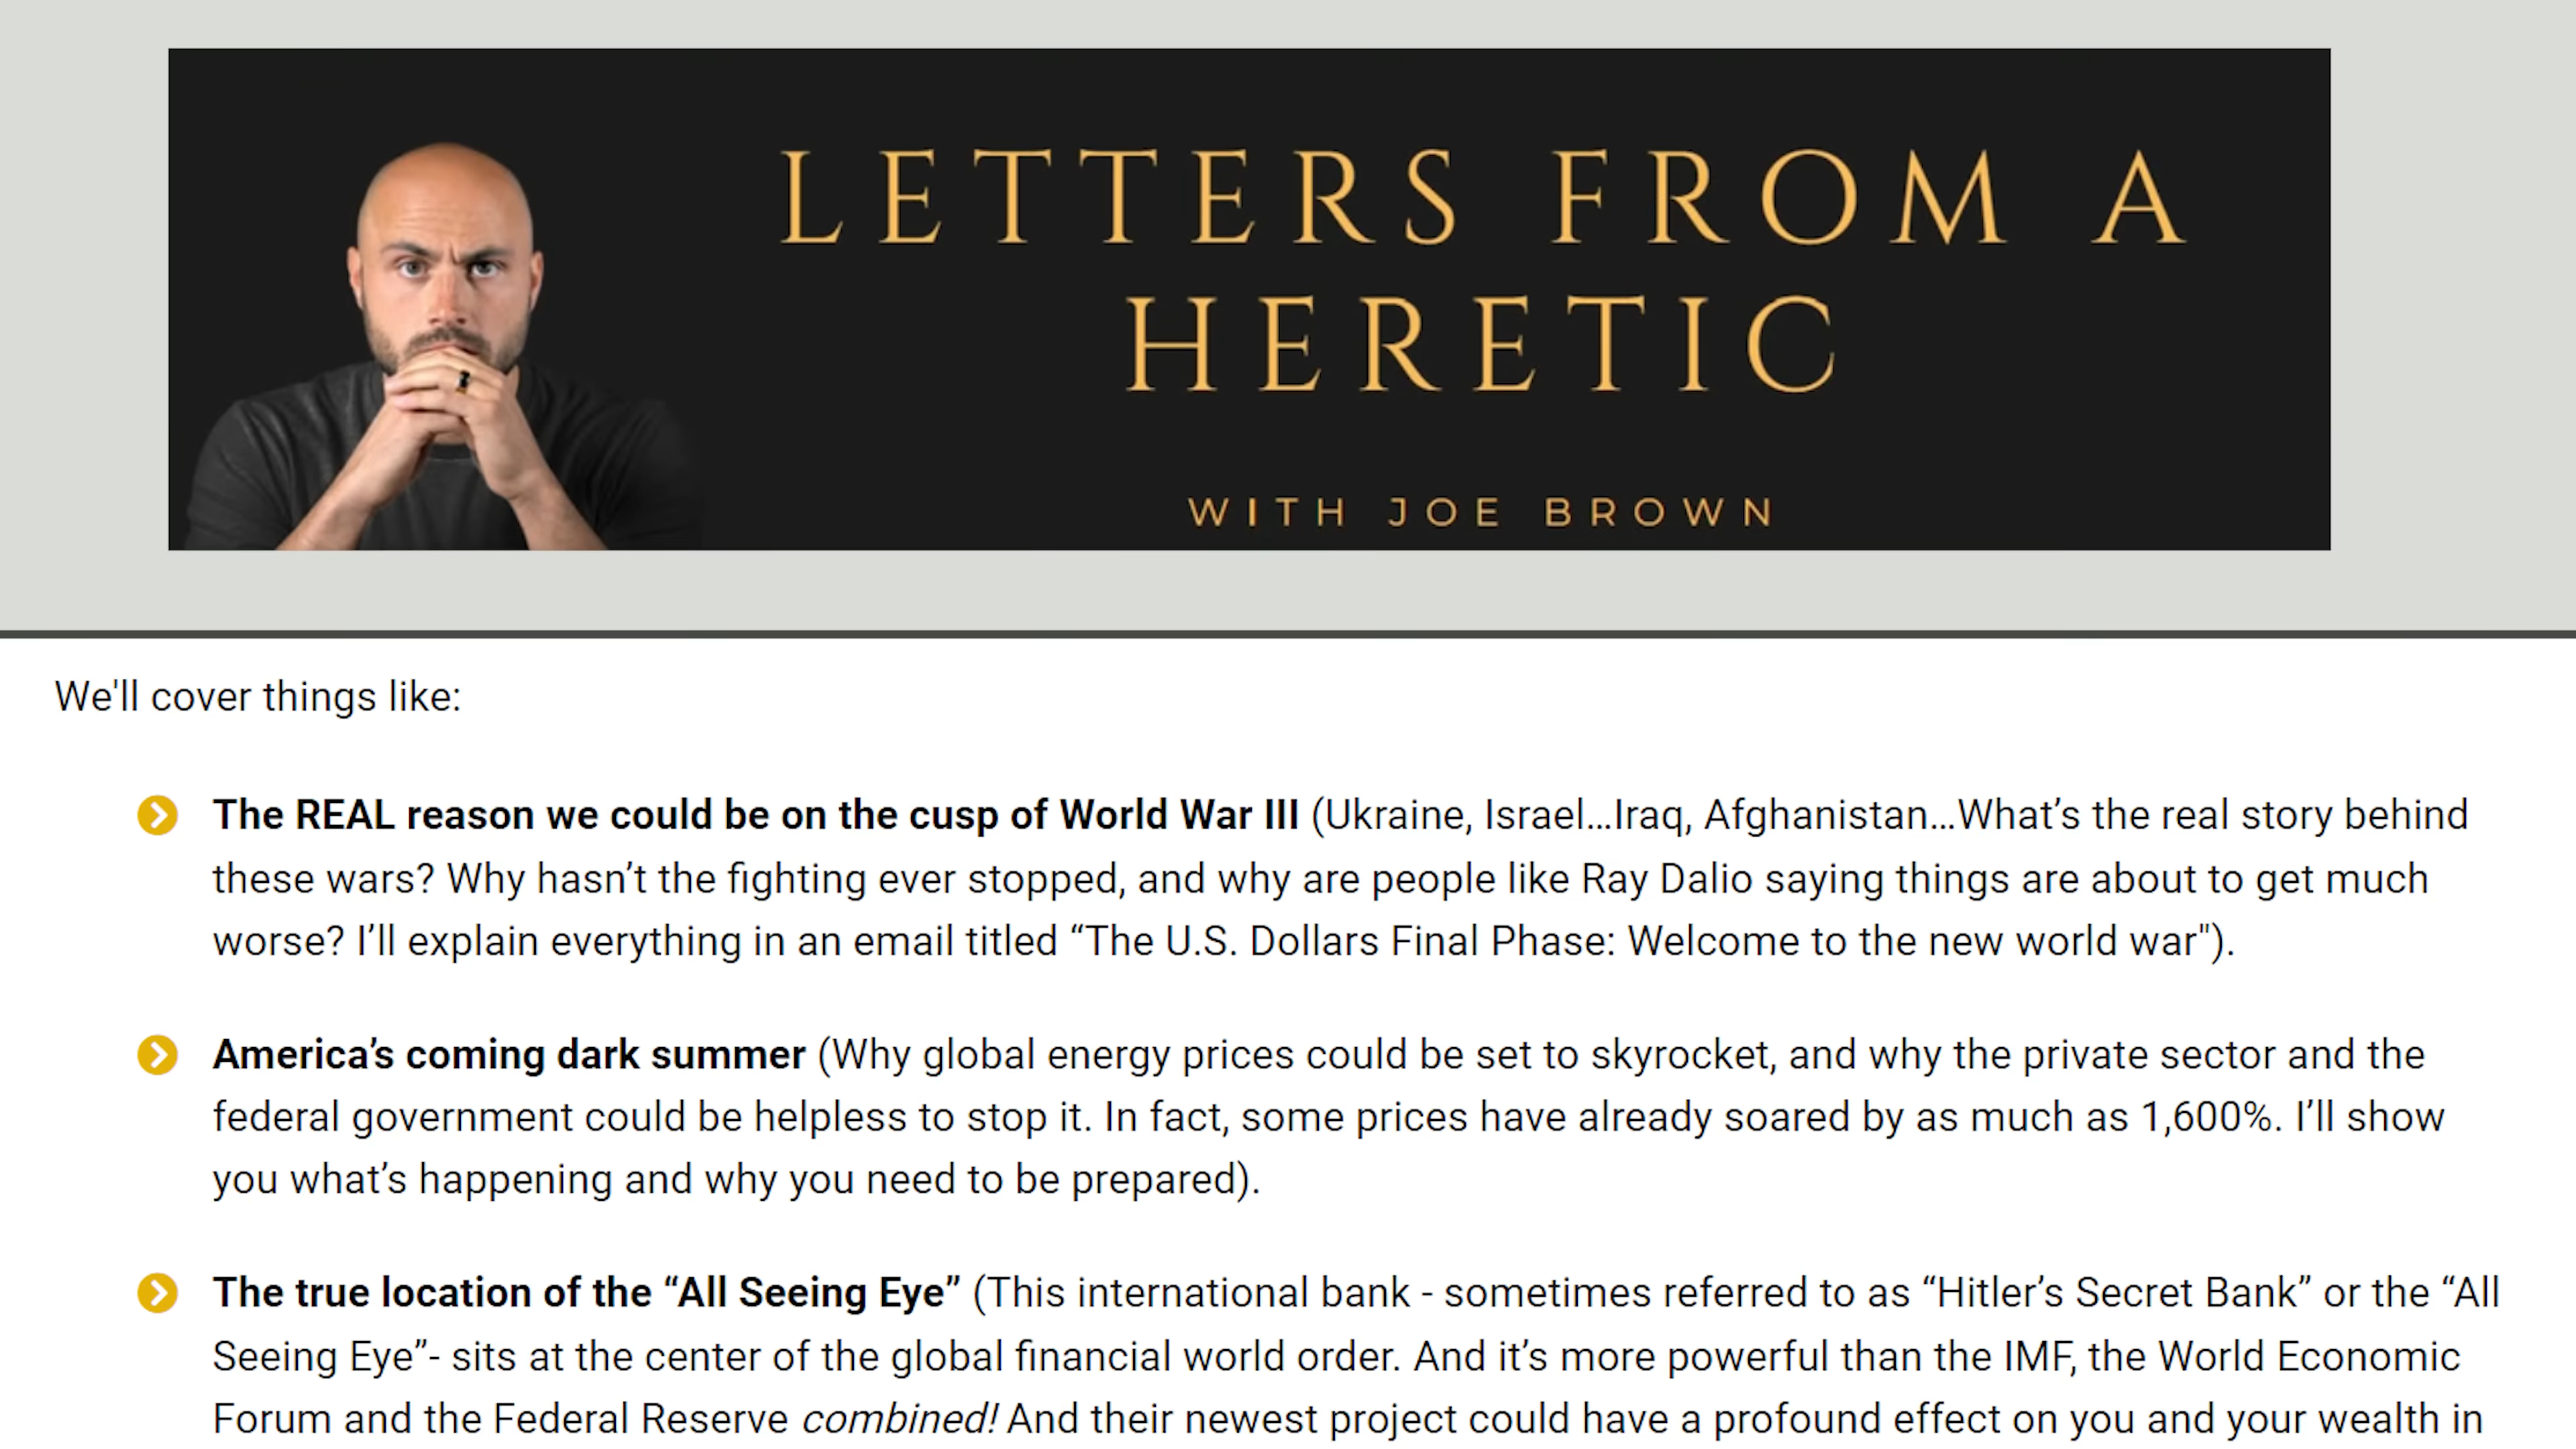 LETTERS FROM A
HERETIC
WITH JOE BROWN
We'll cover things like:
The REAL reason we could be on the cusp of World War III (Ukraine, Israel...Iraq, Afghanistan...What’s the real story behind
these wars? Why hasn’t the fighting ever stopped, and why are people like Ray Dalio saying things are about to get much
worse? I’ll explain everything in an email titled “The U.S. Dollars Final Phase: Welcome to the new world war").
America’s coming dark summer (Why global energy prices could be set to skyrocket, and why the private sector and the
federal government could be helpless to stop it. In fact, some prices have already soared by as much as 1,600%. I’ll show
you what’s happening and why you need to be prepared).
The true location of the “All Seeing Eye” (This international bank - sometimes referred to as “Hitler’s Secret Bank” or the “All
Seeing Eye”- sits at the center of the global financial world order. And it’s more powerful than the IMF, the World Economic
Forum and the Federal Reserve combined! And their newest project could have a profound effect on you and your wealth in